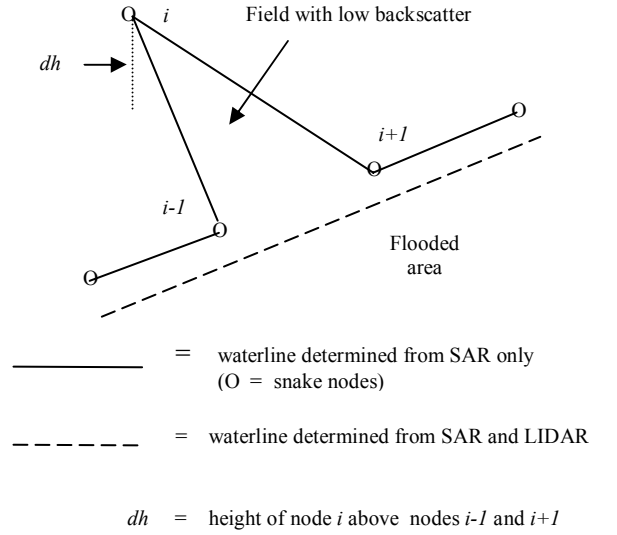 O i
Field with low backscatter
dh
O
i+1
O
i-1
O
O
Flooded
area
= waterline determined from SAR only
(O = snake nodes)
= waterline determined from SAR and LIDAR
dh = height of node i above nodes i-1 and i+1